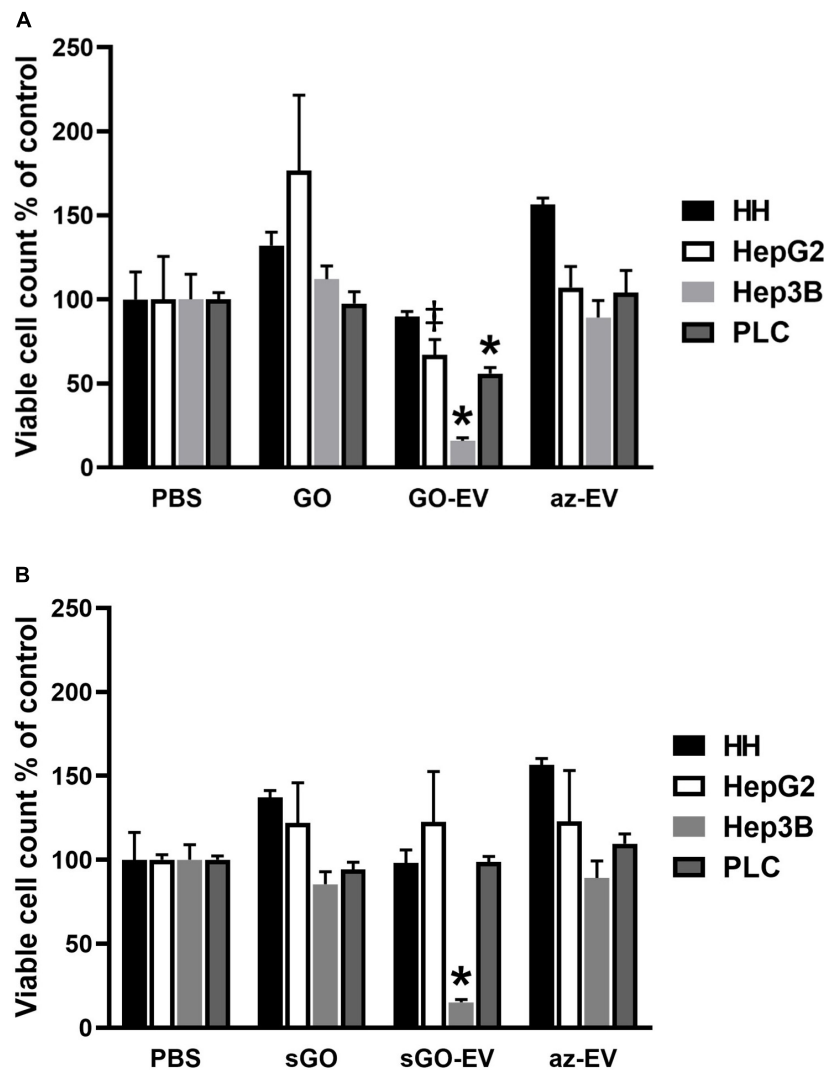 A
Viable cell count % of control
250
200
150
100
50
0
‡
*
*
PBS GO GO-EV az-EV
HH
HepG2
Hep3B
PLC
B
Viable cell count % of control
250
200
150
100
50
0
*
PBS sGO sGO-EV az-EV
HH
HepG2
Hep3B
PLC